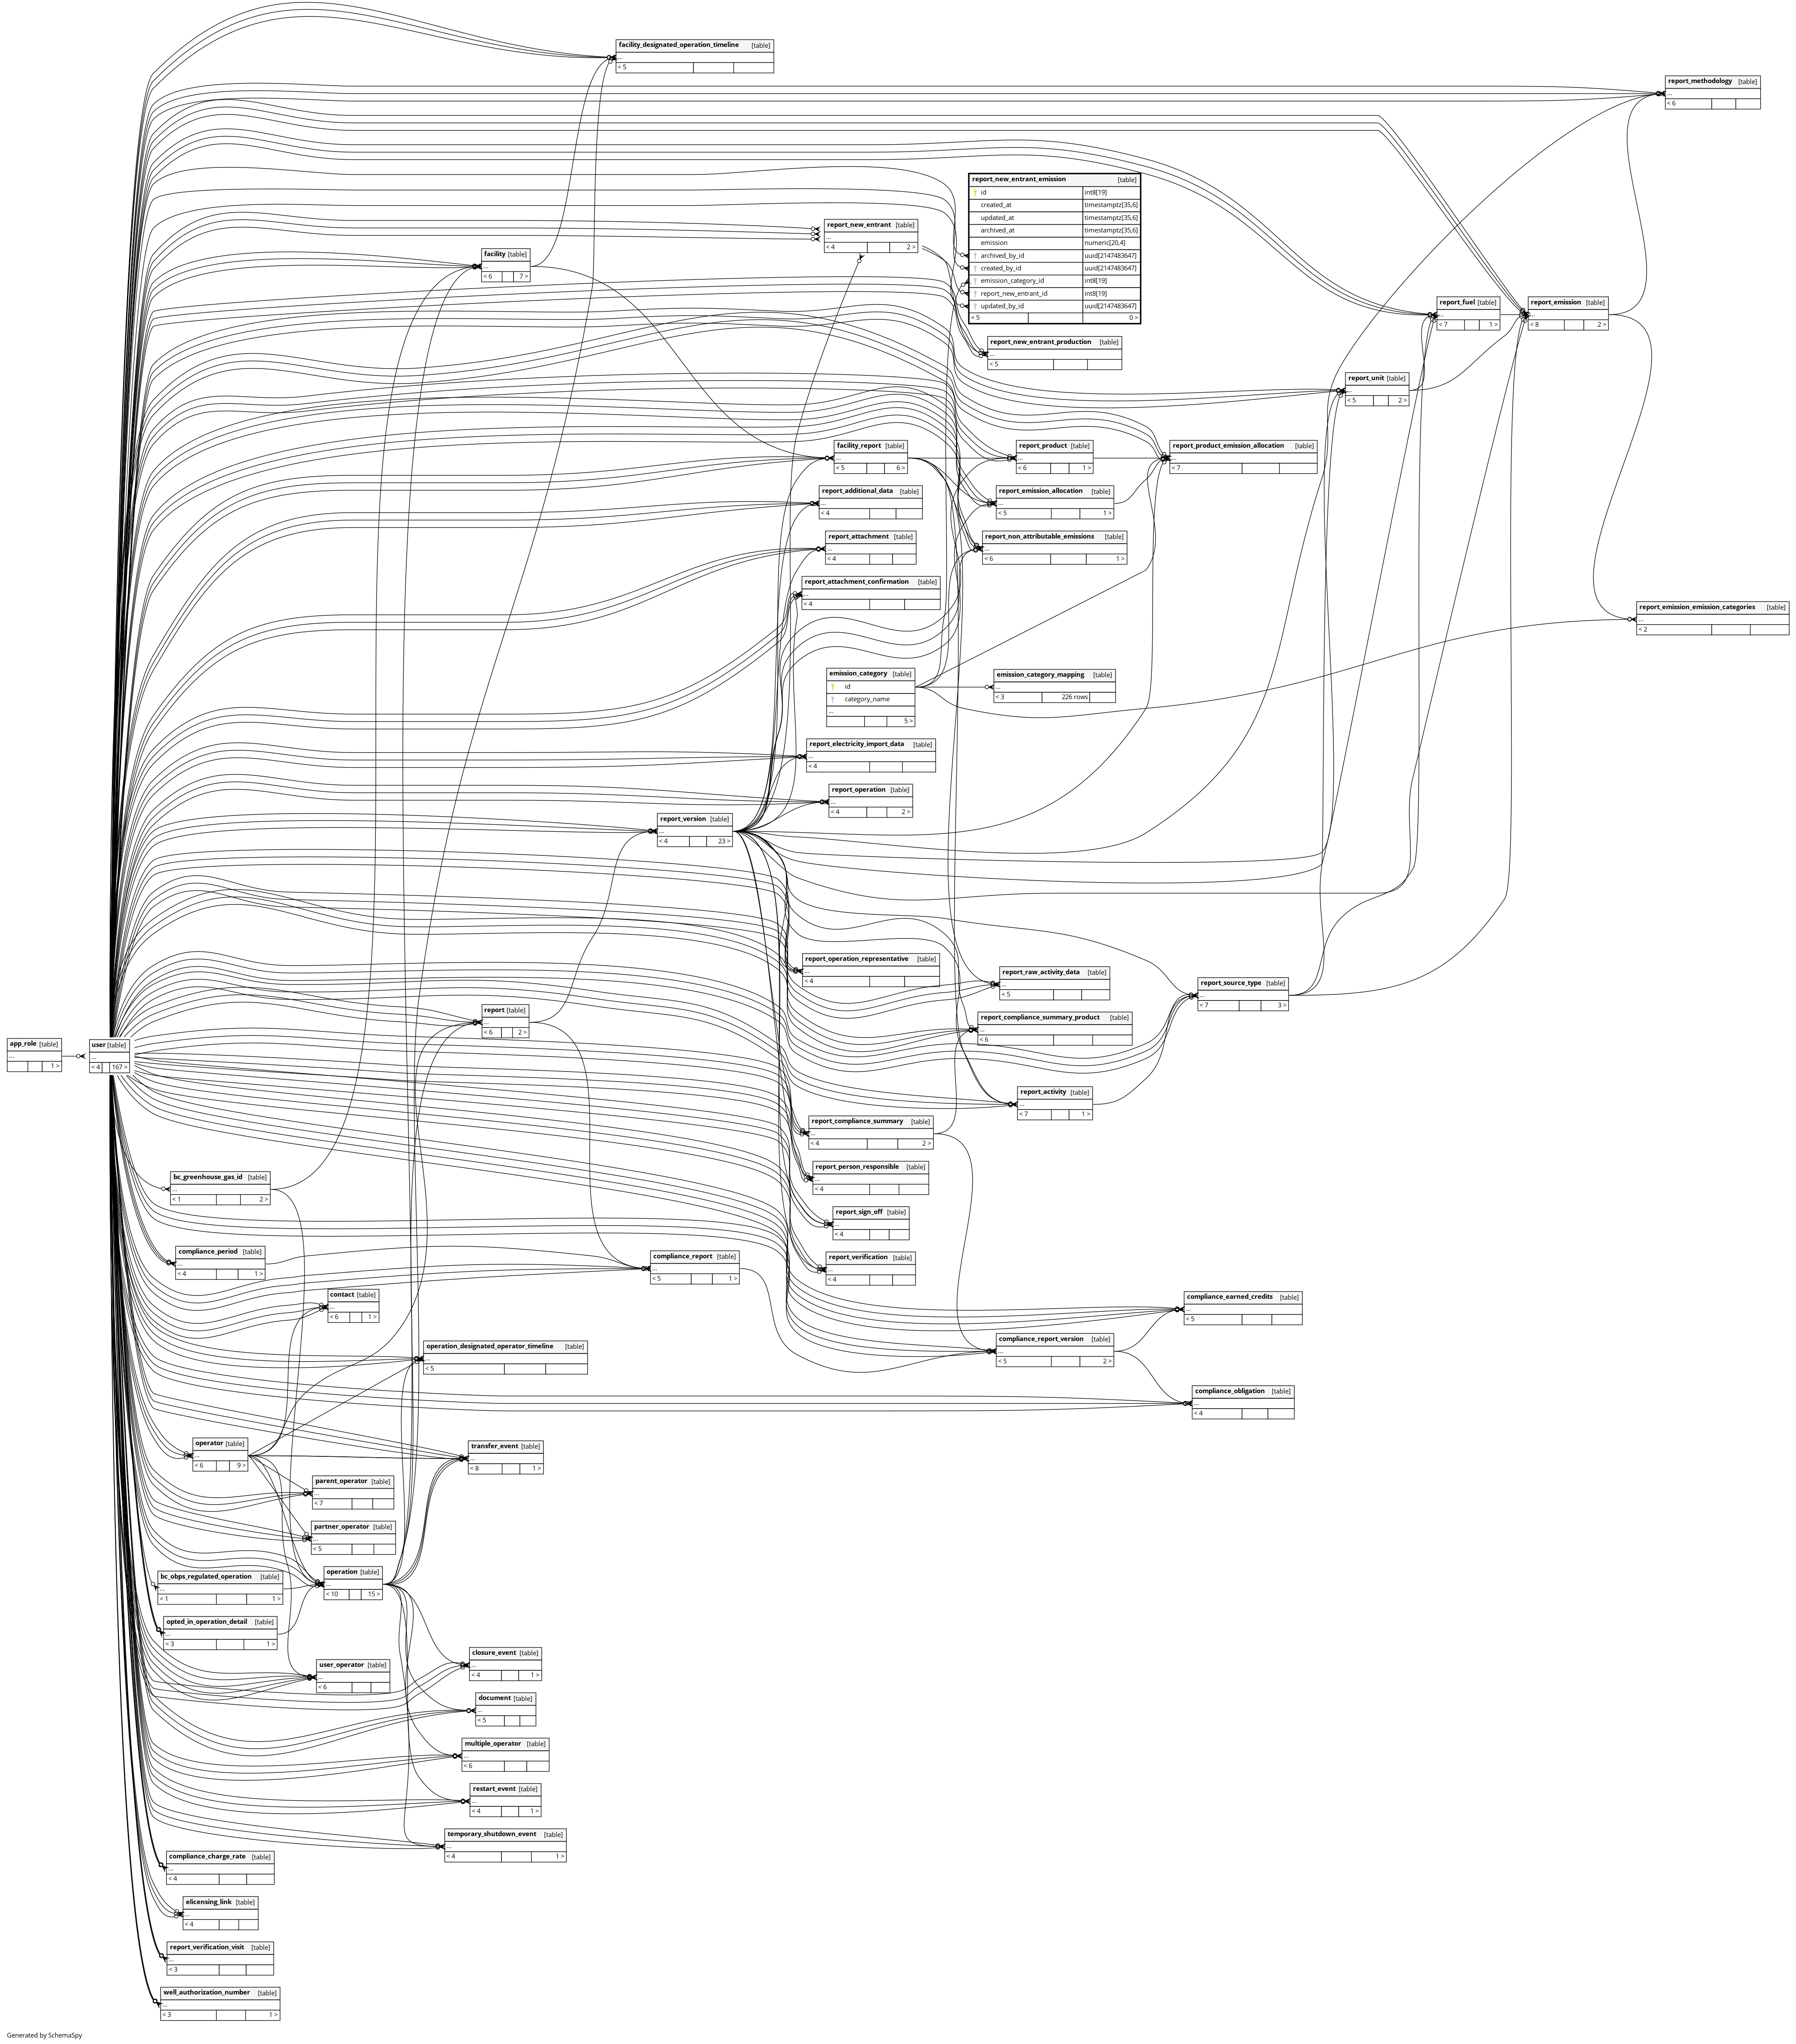 facility_designated_operation_timeline [table]
...
< 5
report_methodology [table]
...
< 6
report_new_entrant_emission [table]
id int8[19]
created_at timestamptz[35,6]
updated_at timestamptz[35,6]
archived_at timestamptz[35,6]
emission numeric[20,4]
archived_by_id uuid[2147483647]
created_by_id uuid[2147483647]
emission_category_id int8[19]
report_new_entrant_id int8[19]
updated_by_id uuid[2147483647]
< 5 0 >
report_new_entrant [table]
...
< 4 2 >
facility [table]
...
< 6 7 >
report_fuel [table]
...
< 7 1 >
report_emission [table]
...
< 8 2 >
report_new_entrant_production [table]
...
< 5
report_unit [table]
...
< 5 2 >
facility_report [table]
...
< 5 6 >
report_product [table]
...
< 6 1 >
report_product_emission_allocation [table]
...
< 7
report_additional_data [table]
...
< 4
report_emission_allocation [table]
...
< 5 1 >
report_attachment [table]
...
< 4
report_non_attributable_emissions [table]
...
< 6 1 >
report_attachment_confirmation [table]
...
< 4
report_emission_emission_categories [table]
...
< 2
emission_category [table]
id
category_name
...
5 >
emission_category_mapping [table]
...
< 3 226 rows
report_electricity_import_data [table]
...
< 4
report_operation [table]
...
< 4 2 >
report_version [table]
...
< 4 23 >
report_operation_representative [table]
...
< 4
report_raw_activity_data [table]
...
< 5
report_source_type [table]
...
< 7 3 >
report [table]
...
< 6 2 >
report_compliance_summary_product [table]
...
< 6
app_role [table]
...
1 >
user [table]
...
< 4 167 >
report_activity [table]
...
< 7 1 >
report_compliance_summary [table]
...
< 4 2 >
report_person_responsible [table]
...
< 4
bc_greenhouse_gas_id [table]
...
< 1 2 >
report_sign_off [table]
...
< 4
compliance_period [table]
...
< 4 1 >
compliance_report [table]
...
< 5 1 >
report_verification [table]
...
< 4
contact [table]
...
< 6 1 >
compliance_earned_credits [table]
...
< 5
operation_designated_operator_timeline [table]
...
< 5
compliance_report_version [table]
...
< 5 2 >
compliance_obligation [table]
...
< 4
operator [table]
...
< 6 9 >
transfer_event [table]
...
< 8 1 >
parent_operator [table]
...
< 7
partner_operator [table]
...
< 5
bc_obps_regulated_operation [table]
...
< 1 1 >
operation [table]
...
< 10 15 >
opted_in_operation_detail [table]
...
< 3 1 >
user_operator [table]
...
< 6
closure_event [table]
...
< 4 1 >
document [table]
...
< 5
multiple_operator [table]
...
< 6
restart_event [table]
...
< 4 1 >
temporary_shutdown_event [table]
...
< 4 1 >
compliance_charge_rate [table]
...
< 4
elicensing_link [table]
...
< 4
report_verification_visit [table]
...
< 3
well_authorization_number [table]
...
< 3 1 >
Generated by SchemaSpy